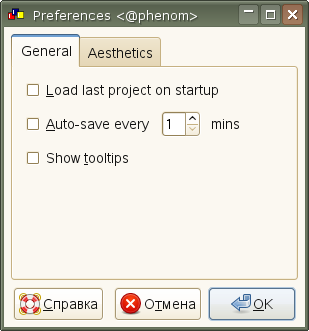 Preferences <@phenom>
General Aesthetics
Load last project on startup
Auto-save every 1 mins
Show tooltips
Справка Отмена OK